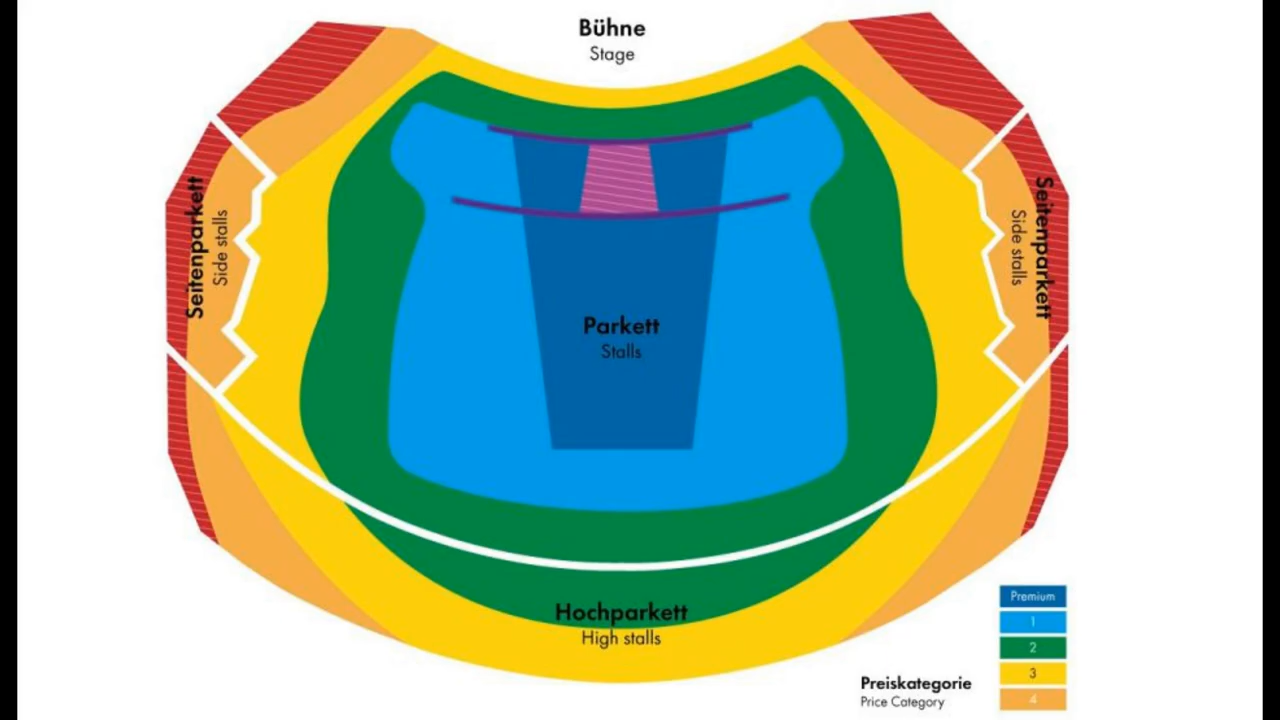 Bühne
Stage
Seitenparkett
Side stalls
Seitenparkett
Side stalls
Parkett
Stalls
Hochparkett
High stalls
Preiskategorie
Price Category
Premium
1
2
3
4